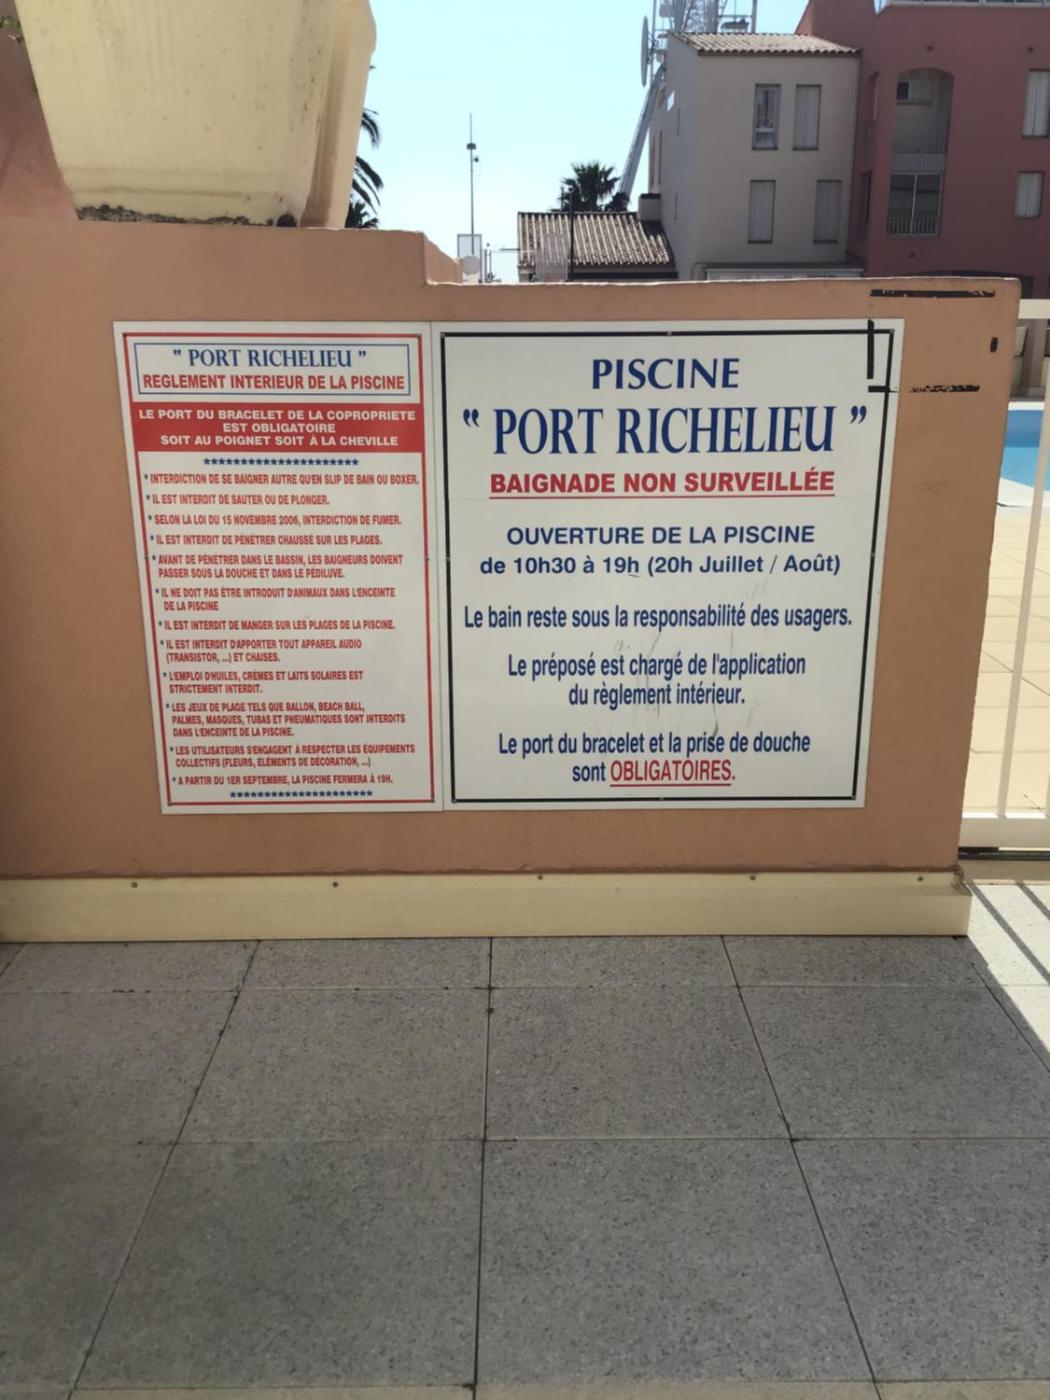 " PORT RICHELIEU "
REGLEMENT INTERIEUR DE LA PISCINE
LE PORT DU BRACELET DE LA COPROPRIETE
EST OBLIGATOIRE
SOIT AU POIGNET SOIT À LA CHEVILLE
********************
* INTERDICTION DE SE BAIGNER AUTRE QU'EN SLIP DE BAIN OU BOXER.
* IL EST INTERDIT DE SAUTER OU DE PLONGER.
* SELON LA LOI DU 15 NOVEMBRE 2006, INTERDICTION DE FUMER.
* IL EST INTERDIT DE PÉNÉTRER CHAUSSÉ SUR LES PLAGES.
* AVANT DE PÉNÉTRER DANS LE BASSIN, LES BAIGNEURS DOIVENT
PASSER SOUS LA DOUCHE ET DANS LE PÉDILUVE.
* IL NE DOIT PAS ÊTRE INTRODUIT D'ANIMAUX DANS L'ENCEINTE
DE LA PISCINE
* IL EST INTERDIT DE MANGER SUR LES PLAGES DE LA PISCINE.
* IL EST INTERDIT D'APPORTER TOUT APPAREIL AUDIO
(TRANSISTOR, ...) ET CHAISES.
* L'EMPLOI D'HUILES, CRÈMES ET LAITS SOLAIRES EST
STRICTEMENT INTERDIT.
* LES JEUX DE PLAGE TELS QUE BALLON, BEACH BALL,
PALMES, MASQUES, TUBAS ET PNEUMATIQUES SONT INTERDITS
DANS L'ENCEINTE DE LA PISCINE.
* LES UTILISATEURS S'ENGAGENT À RESPECTER LES ÉQUIPEMENTS
COLLECTIFS (FLEURS, ÉLÉMENTS DE DÉCORATION, ...)
* A PARTIR DU 1ER SEPTEMBRE, LA PISCINE FERMERA À 19H.
********************
PISCINE
" PORT RICHELIEU "
BAIGNADE NON SURVEILLÉE
OUVERTURE DE LA PISCINE
de 10h30 à 19h (20h Juillet / Août)
Le bain reste sous la responsabilité des usagers.
Le préposé est chargé de l'application
du règlement intérieur.
Le port du bracelet et la prise de douche
sont OBLIGATOIRES.